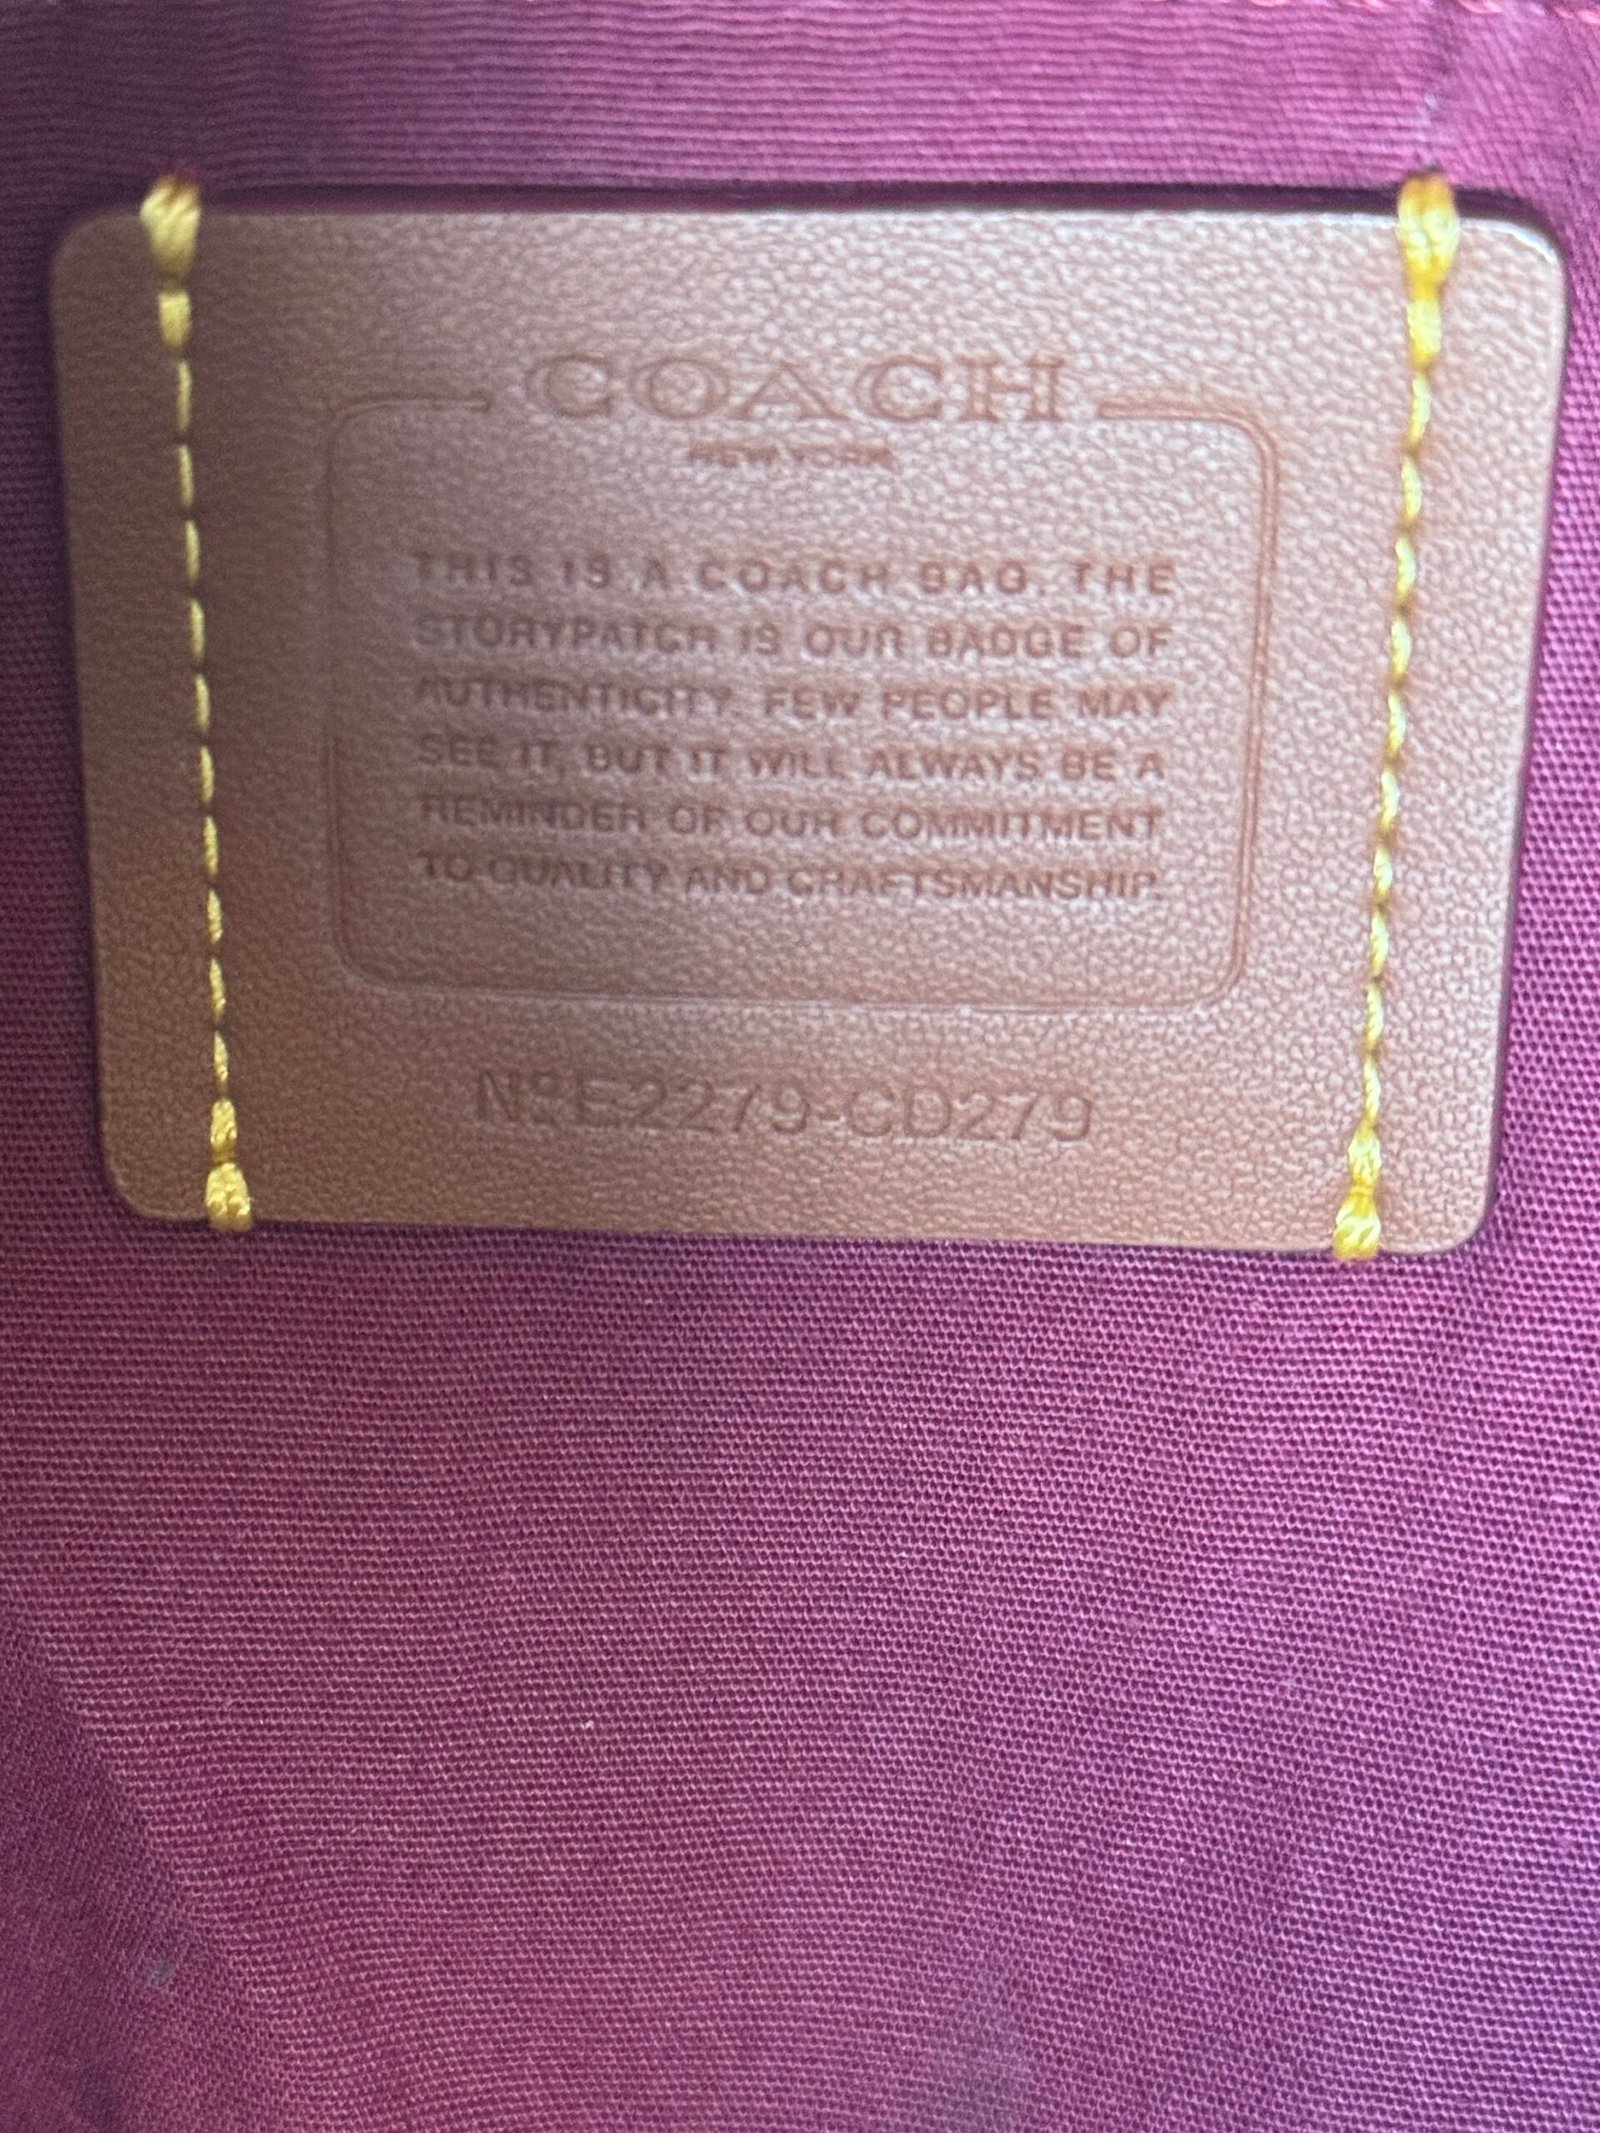 COACH
NEW YORK
THIS IS A COACH BAG. THE
STORYPATCH IS OUR BADGE OF
AUTHENTICITY. FEW PEOPLE MAY
SEE IT, BUT IT WILL ALWAYS BE A
REMINDER OF OUR COMMITMENT
TO QUALITY AND CRAFTSMANSHIP.
Nº E2279-CD279